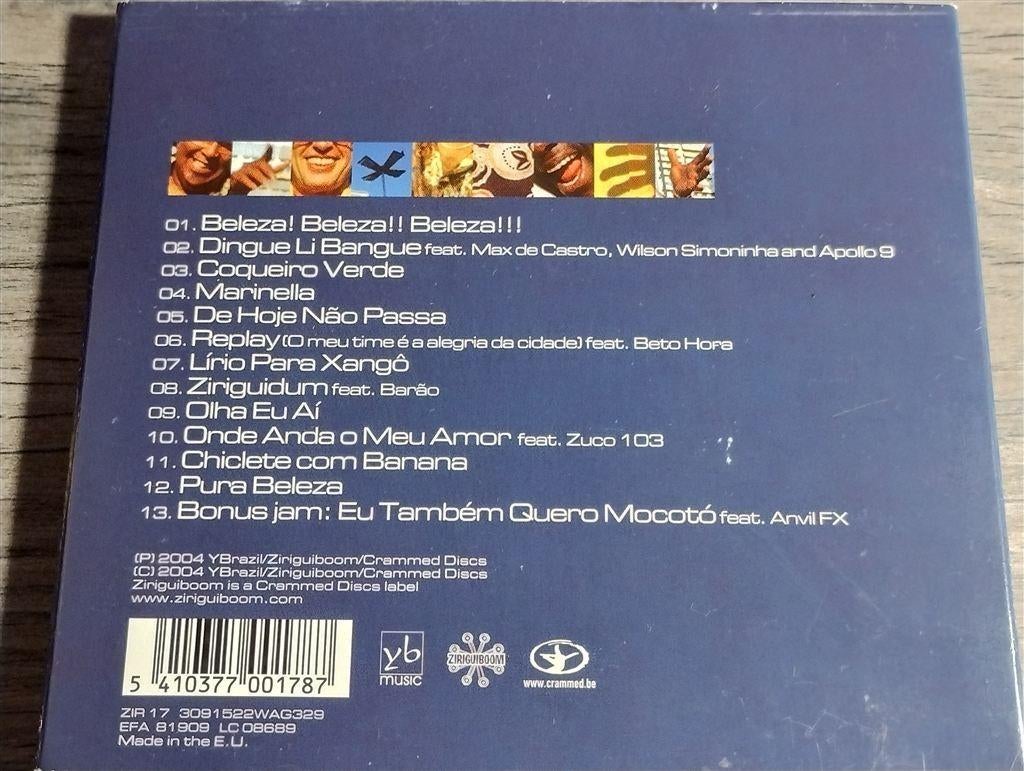 01. Beleza! Beleza!! Beleza!!!
02. Dingue Li Bangue feat. Max de Castro, Wilson Simoninha and Apollo 9
03. Coqueiro Verde
04. Marinella
05. De Hoje Não Passa
06. Replay (O meu time é a alegria da cidade) feat. Beto Hora
07. Lírio Para Xangô
08. Ziriguidum feat. Barão
09. Olha Eu Aí
10. Onde Anda o Meu Amor feat. Zuco 103
11. Chiclete com Banana
12. Pura Beleza
13. Bonus jam: Eu Também Quero Mocotó feat. Anvil FX
(P) 2004 YBrazil/Ziriguiboom/Crammed Discs
(C) 2004 YBrazil/Ziriguiboom/Crammed Discs
Ziriguiboom is a Crammed Discs label
www.ziriguiboom.com
5 410377 001787
yb
music
ZIRIGUIBOOM
www.crammed.be
ZIR 17 3091522WAG329
EFA 81909 LC 08689
Made in the E.U.